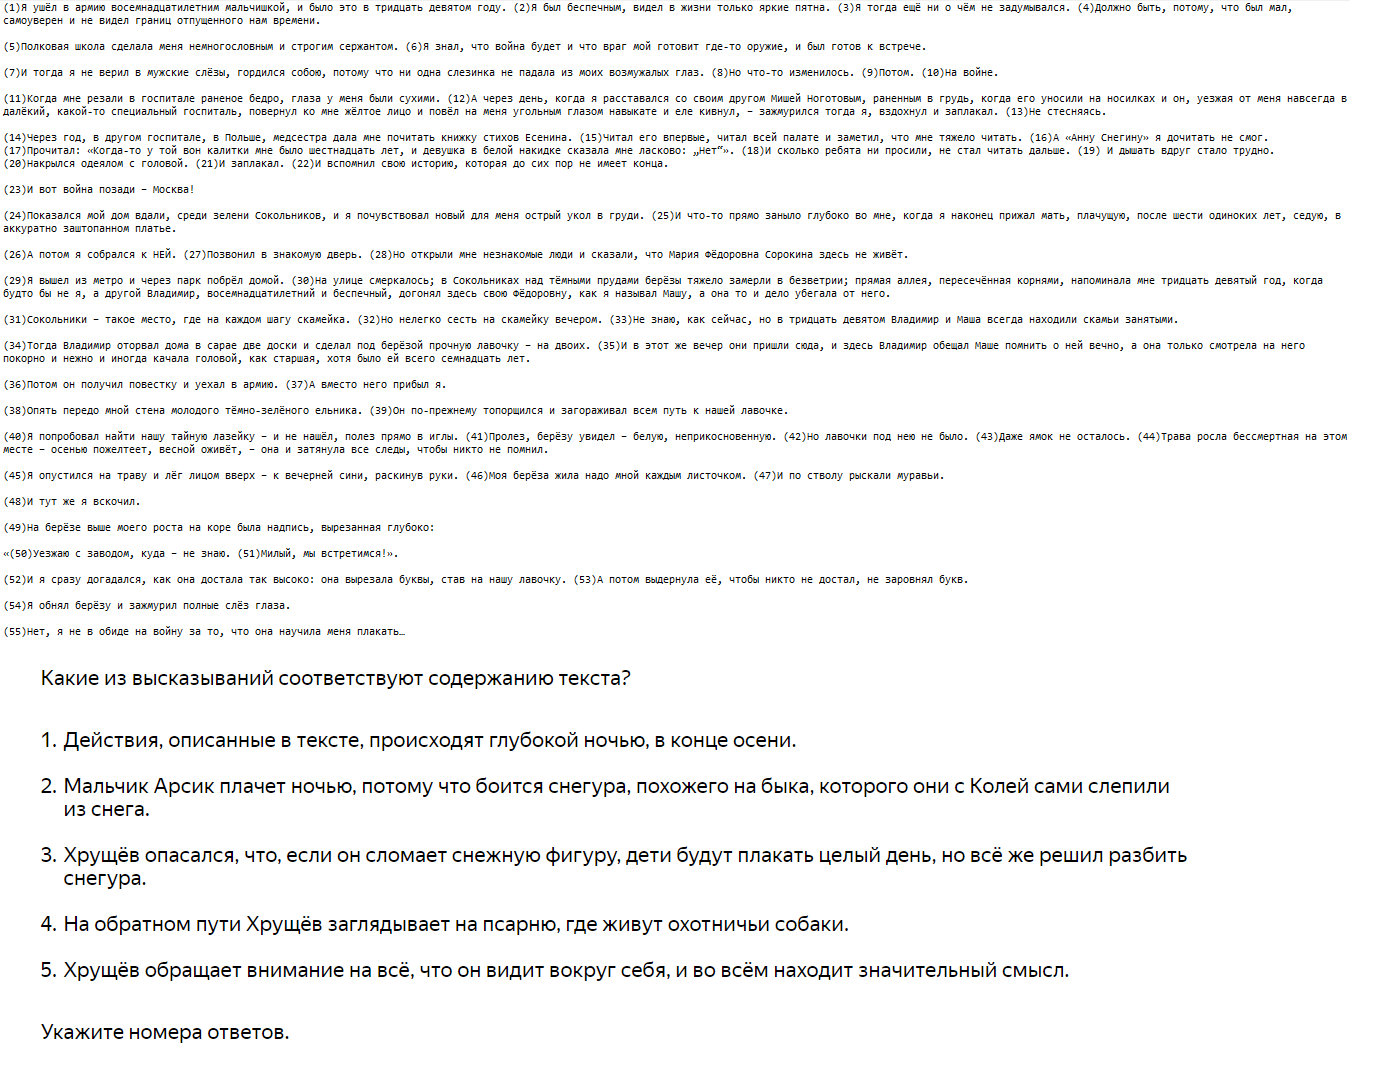 (1)Я ушёл в армию восемнадцатилетним мальчишкой, и было это в тридцать девятом году. (2)Я был беспечным, видел в жизни только яркие пятна. (3)Я тогда ещё ни о чём не задумывался. (4)Должно быть, потому, что был мал,
самоуверен и не видел границ отпущенного нам времени.
(5)Полковая школа сделала меня немногословным и строгим сержантом. (6)Я знал, что война будет и что враг мой готовит где-то оружие, и был готов к встрече.
(7)И тогда я не верил в мужские слёзы, гордился собою, потому что ни одна слезинка не падала из моих возмужалых глаз. (8)Но что-то изменилось. (9)Потом. (10)На войне.
(11)Когда мне резали в госпитале раненое бедро, глаза у меня были сухими. (12)А через день, когда я расставался со своим другом Мишей Ноготовым, раненным в грудь, когда его уносили на носилках и он, уезжая от меня навсегда в
далёкий, какой-то специальный госпиталь, повернул ко мне жёлтое лицо и повёл на меня угольным глазом навыкате и еле кивнул, – зажмурился тогда я, вздохнул и заплакал. (13)Не стесняясь.
(14)Через год, в другом госпитале, в Польше, медсестра дала мне почитать книжку стихов Есенина. (15)Читал его впервые, читал всей палате и заметил, что мне тяжело читать. (16)А «Анну Снегину» я дочитать не смог.
(17)Прочитал: «Когда-то у той вон калитки мне было шестнадцать лет, и девушка в белой накидке сказала мне ласково: „Нет“». (18)И сколько ребята ни просили, не стал читать дальше. (19) И дышать вдруг стало трудно.
(20)Накрылся одеялом с головой. (21)И заплакал. (22)И вспомнил свою историю, которая до сих пор не имеет конца.
(23)И вот война позади – Москва!
(24)Показался мой дом вдали, среди зелени Сокольников, и я почувствовал новый для меня острый укол в груди. (25)И что-то прямо заныло глубоко во мне, когда я наконец прижал мать, плачущую, после шести одиноких лет, седую, в
аккуратно заштопанном платье.
(26)А потом я собрался к НЕЙ. (27)Позвонил в знакомую дверь. (28)Но открыли мне незнакомые люди и сказали, что Мария Фёдоровна Сорокина здесь не живёт.
(29)Я вышел из метро и через парк побрёл домой. (30)На улице смеркалось; в Сокольниках над тёмными прудами берёзы тяжело замерли в безветрии; прямая аллея, пересечённая корнями, напоминала мне тридцать девятый год, когда
будто бы не я, а другой Владимир, восемнадцатилетний и беспечный, догонял здесь свою Фёдоровну, как я называл Машу, а она то и дело убегала от него.
(31)Сокольники – такое место, где на каждом шагу скамейка. (32)Но нелегко сесть на скамейку вечером. (33)Не знаю, как сейчас, но в тридцать девятом Владимир и Маша всегда находили скамьи занятыми.
(34)Тогда Владимир оторвал дома в сарае две доски и сделал под берёзой прочную лавочку – на двоих. (35)И в этот же вечер они пришли сюда, и здесь Владимир обещал Маше помнить о ней вечно, а она только смотрела на него
покорно и нежно и иногда качала головой, как старшая, хотя было ей всего семнадцать лет.
(36)Потом он получил повестку и уехал в армию. (37)А вместо него прибыл я.
(38)Опять передо мной стена молодого тёмно-зелёного ельника. (39)Он по-прежнему топорщился и загораживал всем путь к нашей лавочке.
(40)Я попробовал найти нашу тайную лазейку – и не нашёл, полез прямо в иглы. (41)Пролез, берёзу увидел – белую, неприкосновенную. (42)Но лавочки под нею не было. (43)Даже ямок не осталось. (44)Трава росла бессмертная на этом
месте – осенью пожелтеет, весной оживёт, – она и затянула все следы, чтобы никто не помнил.
(45)Я опустился на траву и лёг лицом вверх – к вечерней сини, раскинув руки. (46)Моя берёза жила надо мной каждым листочком. (47)И по стволу рыскали муравьи.
(48)И тут же я вскочил.
(49)На берёзе выше моего роста на коре была надпись, вырезанная глубоко:
«(50)Уезжаю с заводом, куда – не знаю. (51)Милый, мы встретимся!».
(52)И я сразу догадался, как она достала так высоко: она вырезала буквы, став на нашу лавочку. (53)А потом выдернула её, чтобы никто не достал, не заровнял букв.
(54)Я обнял берёзу и зажмурил полные слёз глаза.
(55)Нет, я не в обиде на войну за то, что она научила меня плакать…
Какие из высказываний соответствуют содержанию текста?
1. Действия, описанные в тексте, происходят глубокой ночью, в конце осени.
2. Мальчик Арсик плачет ночью, потому что боится снегура, похожего на быка, которого они с Колей сами слепили
из снега.
3. Хрущёв опасался, что, если он сломает снежную фигуру, дети будут плакать целый день, но всё же решил разбить
снегура.
4. На обратном пути Хрущёв заглядывает на псарню, где живут охотничьи собаки.
5. Хрущёв обращает внимание на всё, что он видит вокруг себя, и во всём находит значительный смысл.
Укажите номера ответов.